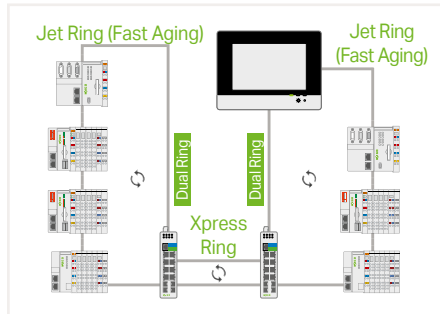 Jet Ring (Fast Aging)
Jet Ring
(Fast Aging)
Dual Ring
Dual Ring
Xpress
Ring